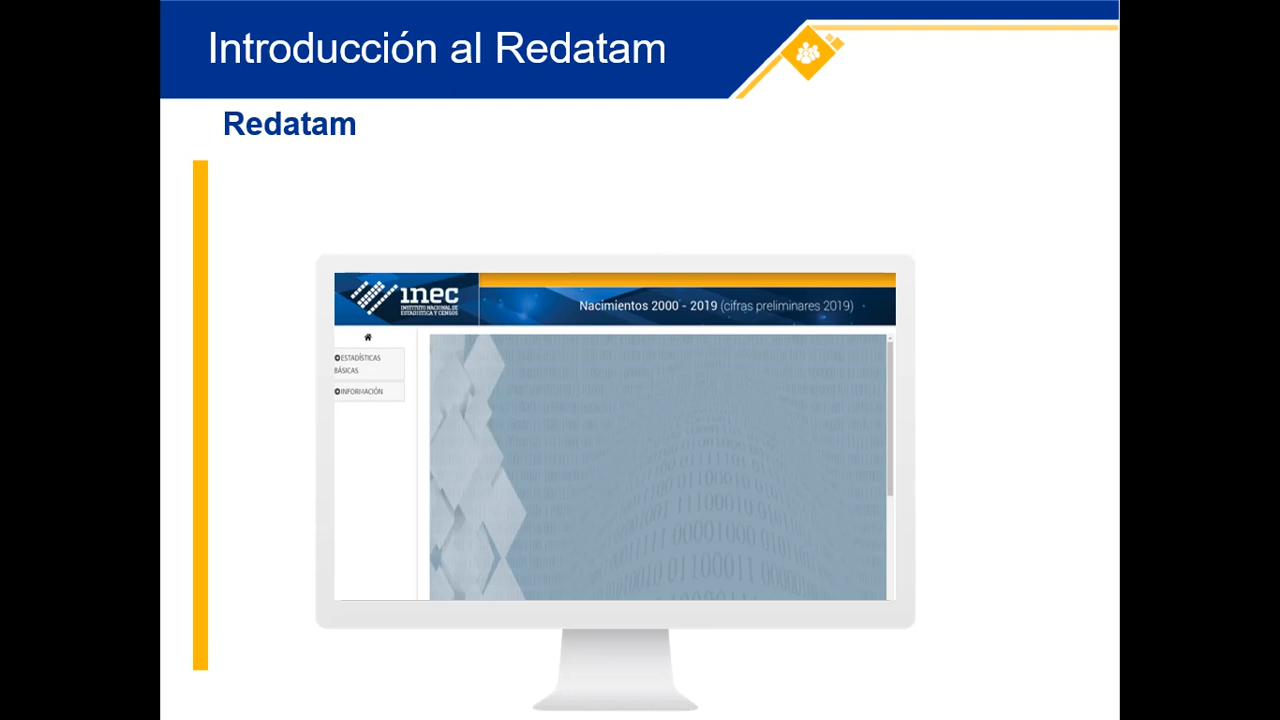 Introducción al Redatam
Redatam
inec
INSTITUTO NACIONAL DE
ESTADÍSTICA Y CENSOS
Nacimientos 2000 - 2019 (cifras preliminares 2019)
ESTADÍSTICAS
BÁSICAS
INFORMACIÓN